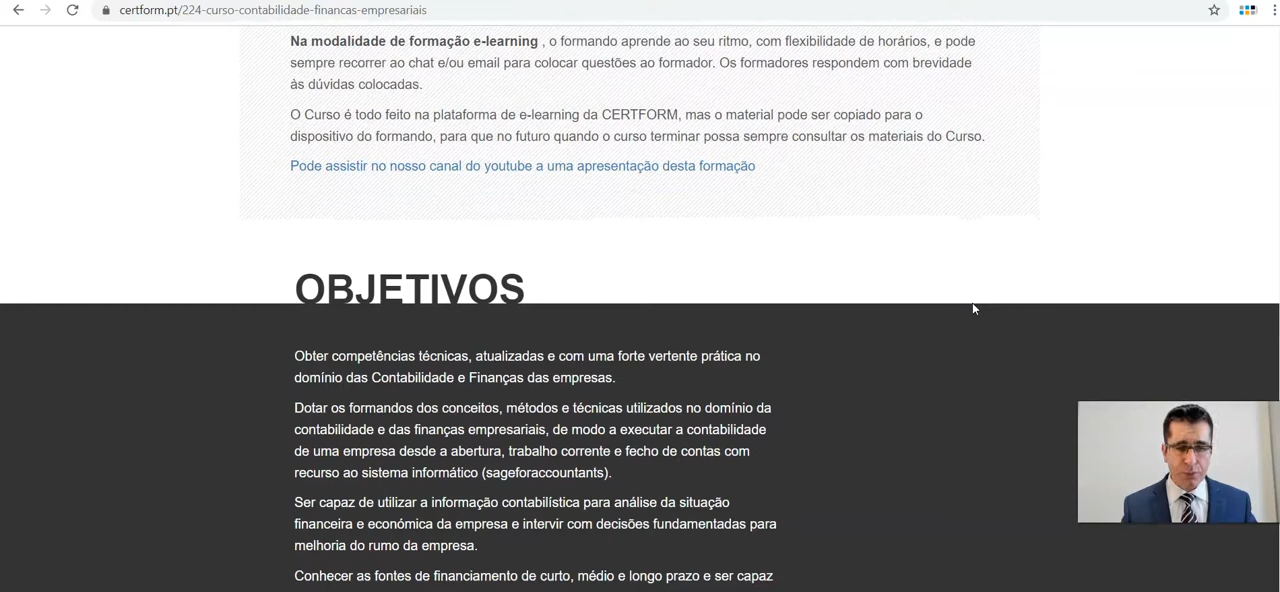 certform.pt/224-curso-contabilidade-financas-empresariais
Na modalidade de formação e-learning , o formando aprende ao seu ritmo, com flexibilidade de horários, e pode
sempre recorrer ao chat e/ou email para colocar questões ao formador. Os formadores respondem com brevidade
às dúvidas colocadas.
O Curso é todo feito na plataforma de e-learning da CERTFORM, mas o material pode ser copiado para o
dispositivo do formando, para que no futuro quando o curso terminar possa sempre consultar os materiais do Curso.
Pode assistir no nosso canal do youtube a uma apresentação desta formação
OBJETIVOS
Obter competências técnicas, atualizadas e com uma forte vertente prática no
domínio das Contabilidade e Finanças das empresas.
Dotar os formandos dos conceitos, métodos e técnicas utilizados no domínio da
contabilidade e das finanças empresariais, de modo a executar a contabilidade
de uma empresa desde a abertura, trabalho corrente e fecho de contas com
recurso ao sistema informático (sageforaccountants).
Ser capaz de utilizar a informação contabilística para análise da situação
financeira e económica da empresa e intervir com decisões fundamentadas para
melhoria do rumo da empresa.
Conhecer as fontes de financiamento de curto, médio e longo prazo e ser capaz